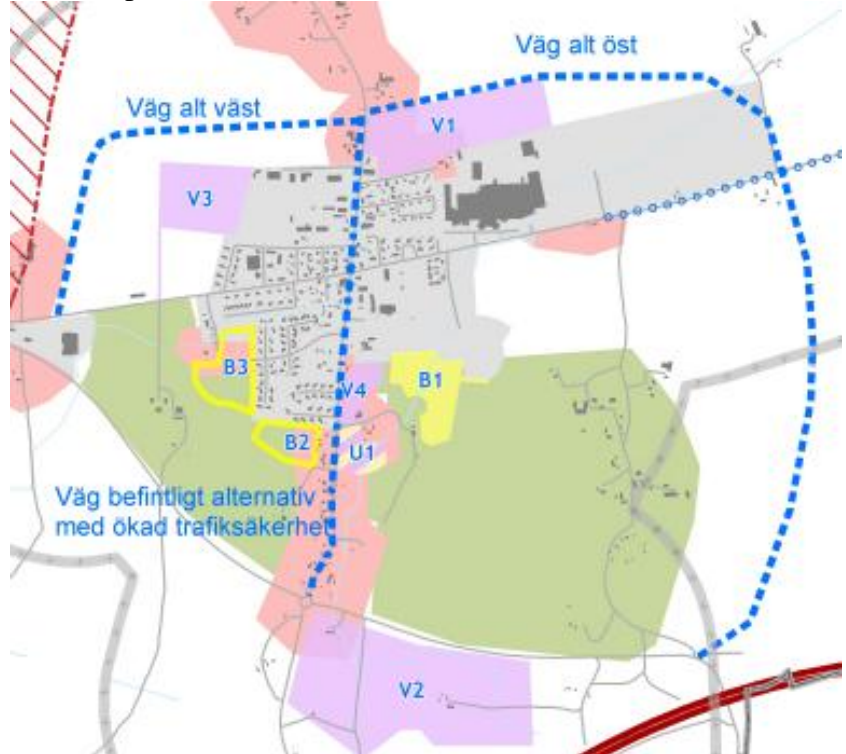 Väg alt öst
Väg alt väst
V1
V3
B3
V4
B1
B2
U1
Väg befintligt alternativ
med ökad trafiksäkerhet
V2